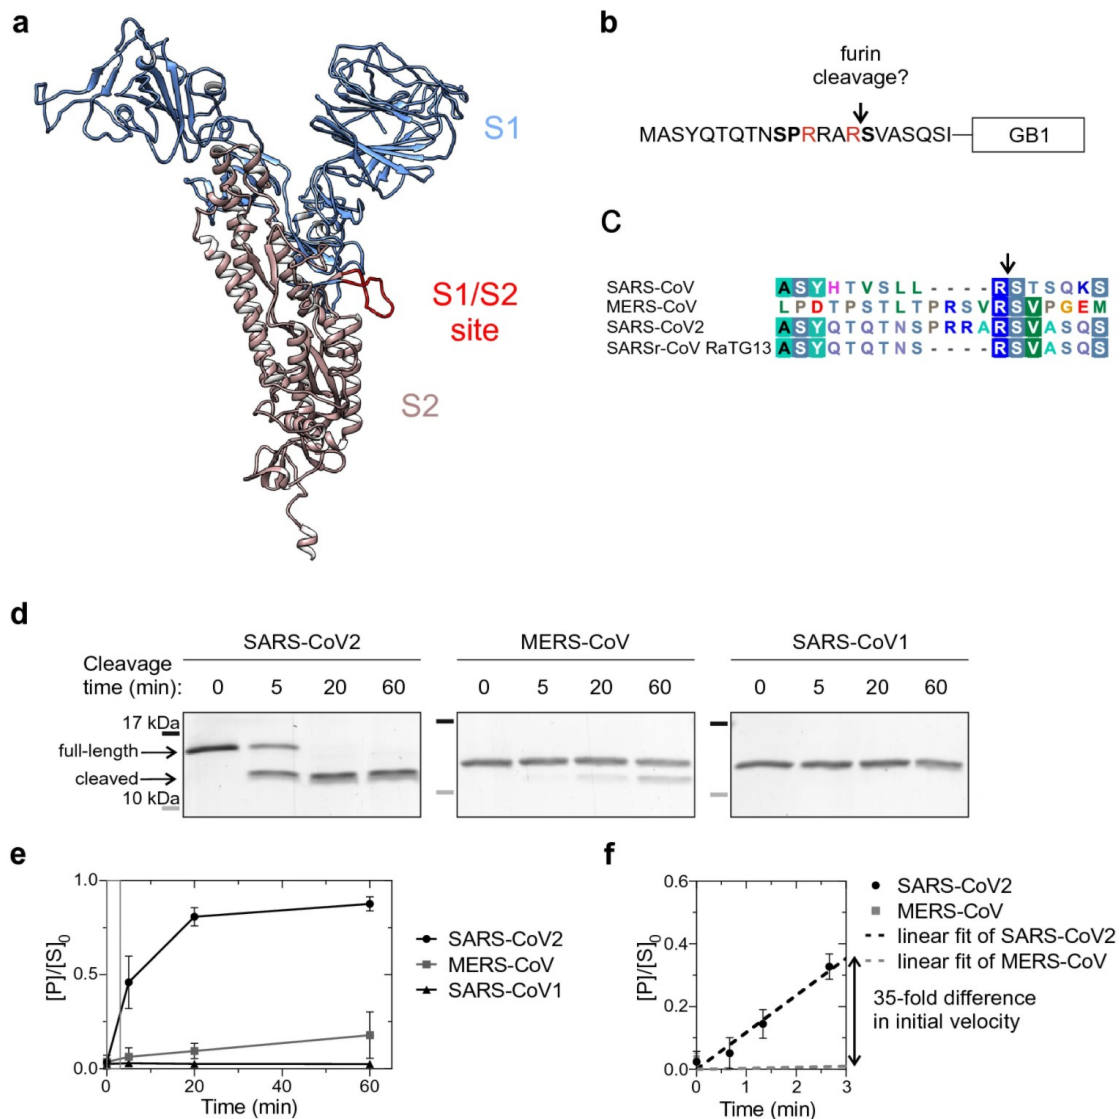 a
S1
S1/S2
site
S2
b
furin
cleavage?
MASYQTQTNSPRRARSVASQSI
GB1
c
SARS-CoV ASYHTVSLL----RSTSQKS
MERS-CoV LPDTPSTLTPRSVRSVPGEM
SARS-CoV2 ASYQTQTNSPRRARSVASQS
SARSr-CoV RaTG13 ASYQTQTNS----RSVASQS
d
SARS-CoV2 MERS-CoV SARS-CoV1
Cleavage
time (min): 0 5 20 60 0 5 20 60 0 5 20 60
17 kDa
full-length
cleaved
10 kDa
e
[P]/[S]0
1.0
0.5
0.0
0 20 40 60
Time (min)
SARS-CoV2
MERS-CoV
SARS-CoV1
f
[P]/[S]0
0.6
0.4
0.2
0.0
0 1 2 3
Time (min)
SARS-CoV2
MERS-CoV
linear fit of SARS-CoV2
linear fit of MERS-CoV
35-fold difference
in initial velocity